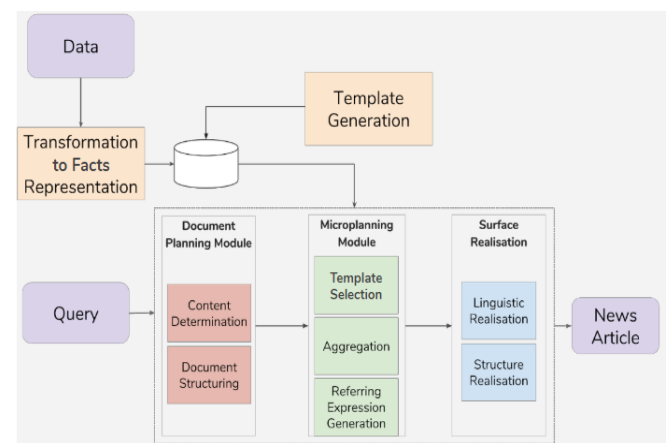 Data
Template
Generation
Transformation
to Facts
Representation
Document
Planning Module
Microplanning
Module
Surface
Realisation
Query
Content
Determination
Document
Structuring
Template
Selection
Aggregation
Referring
Expression
Generation
Linguistic
Realisation
Structure
Realisation
News
Article